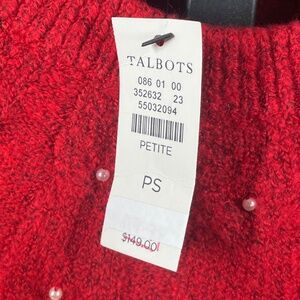 TALBOTS
086 01 00
352632 23
55032094
PETITE
PS
$149.00